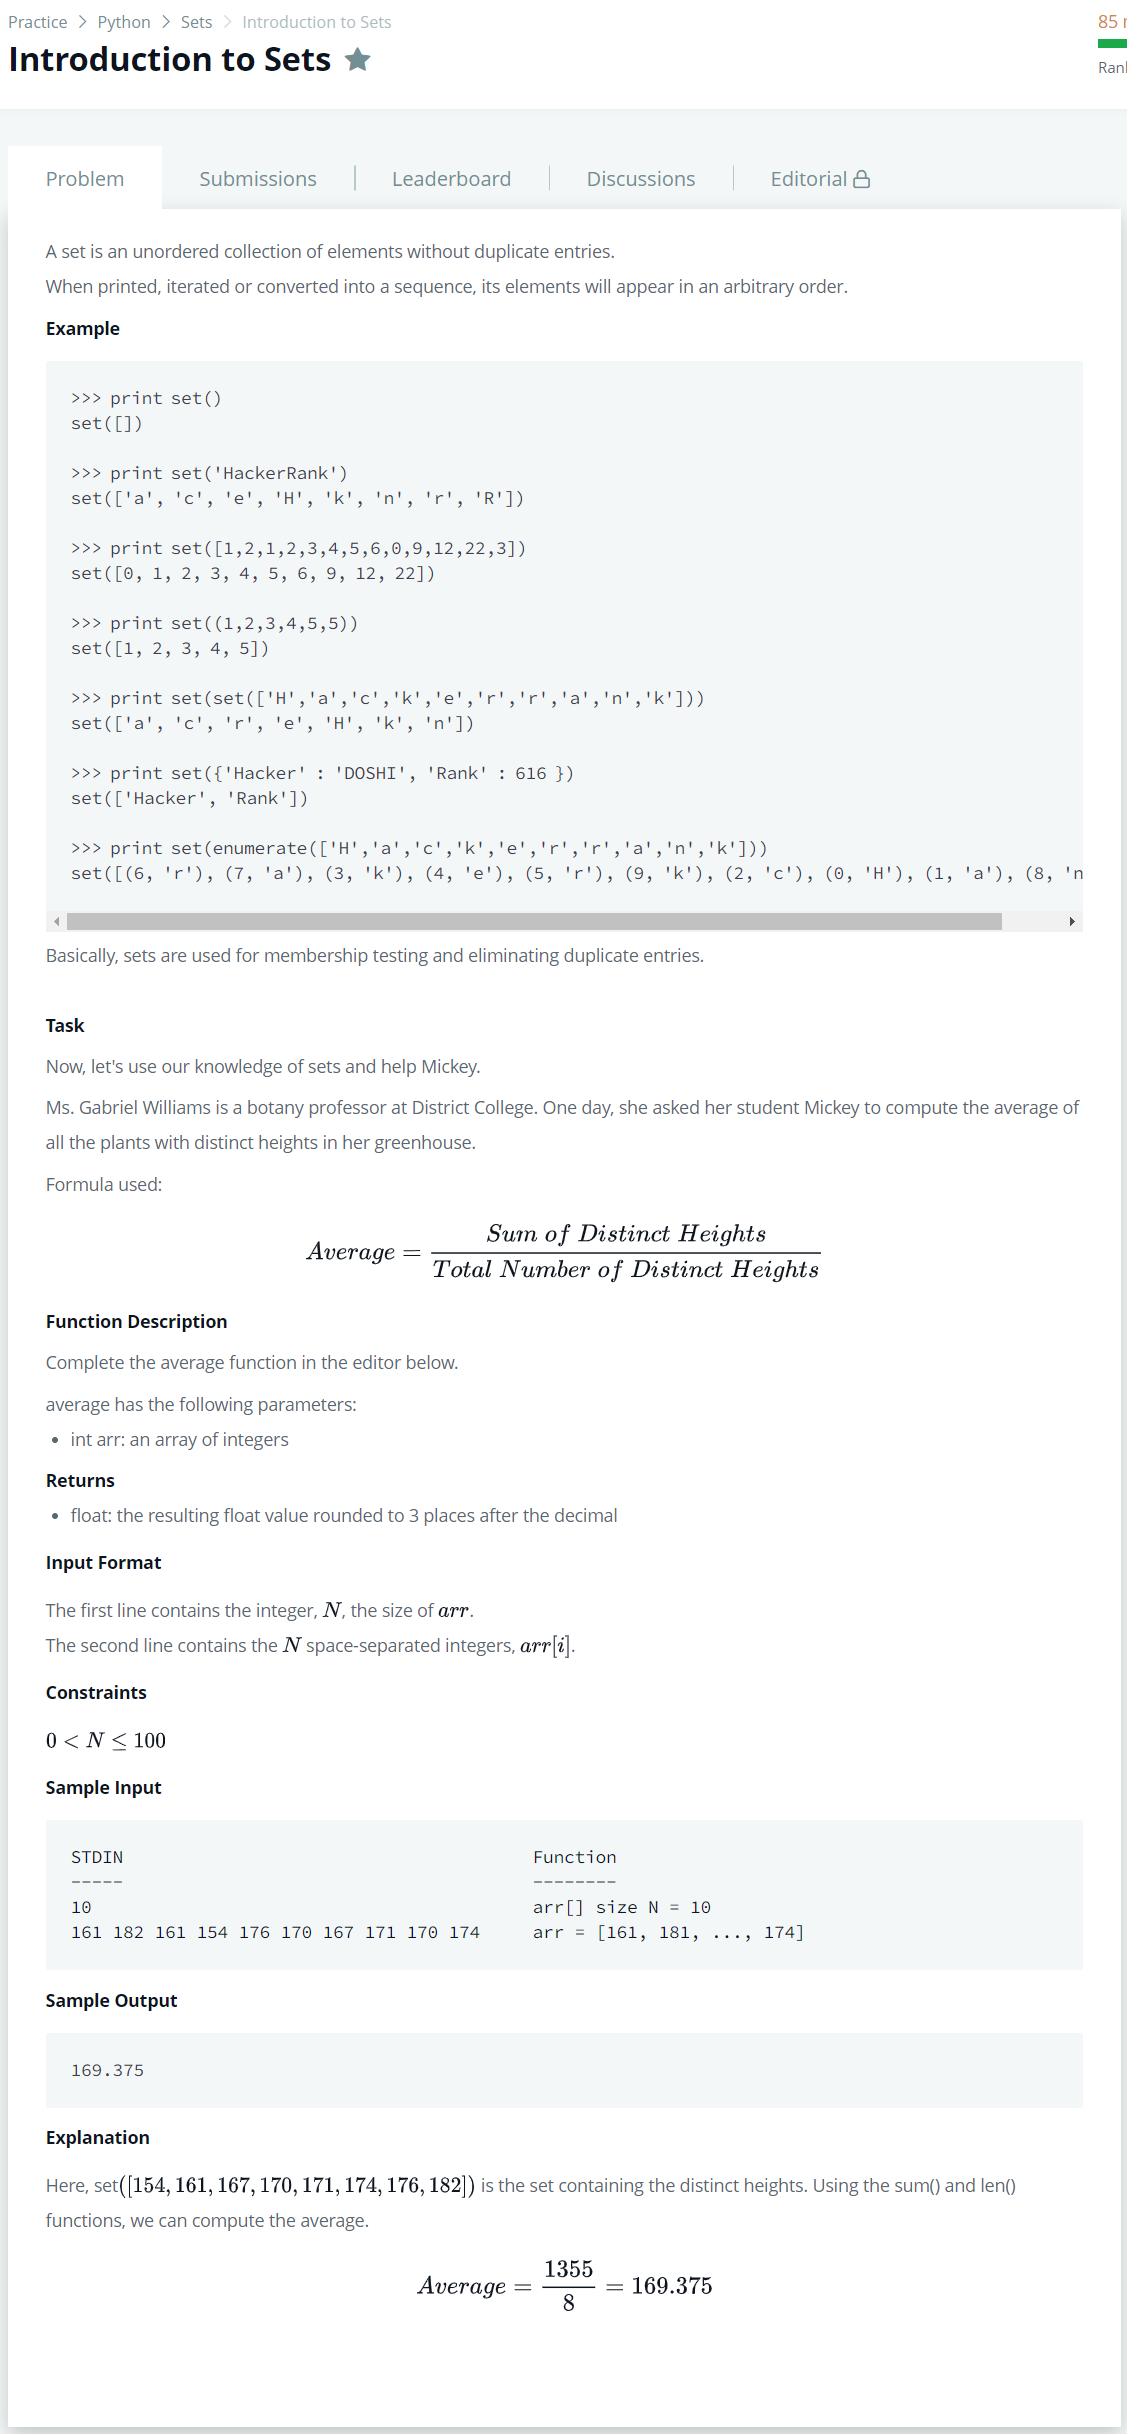 Practice > Python > Sets > Introduction to Sets
85
Introduction to Sets ★
Problem
Submissions
Leaderboard
Discussions
Editorial
A set is an unordered collection of elements without duplicate entries.
When printed, iterated or converted into a sequence, its elements will appear in an arbitrary order.
Example
>>> print set()
set([])
>>> print set('HackerRank')
set(['a', 'c', 'e', 'H', 'k', 'n', 'r', 'R'])
>>> print set([1,2,1,2,3,4,5,6,0,9,12,22,3])
set([0, 1, 2, 3, 4, 5, 6, 9, 12, 22])
>>> print set((1,2,3,4,5,5))
set([1, 2, 3, 4, 5])
>>> print set(set(['H','a','c','k','e','r','r','a','n','k']))
set(['a', 'c', 'r', 'e', 'H', 'k', 'n'])
>>> print set({'Hacker' : 'DOSHI', 'Rank' : 616 })
set(['Hacker', 'Rank'])
>>> print set(enumerate(['H','a','c','k','e','r','r','a','n','k']))
set([(6, 'r'), (7, 'a'), (3, 'k'), (4, 'e'), (5, 'r'), (9, 'k'), (2, 'c'), (0, 'H'), (1, 'a'), (8, 'n
Basically, sets are used for membership testing and eliminating duplicate entries.
Task
Now, let's use our knowledge of sets and help Mickey.
Ms. Gabriel Williams is a botany professor at District College. One day, she asked her student Mickey to compute the average of
all the plants with distinct heights in her greenhouse.
Formula used:
Average = Sum of Distinct Heights / Total Number of Distinct Heights
Function Description
Complete the average function in the editor below.
average has the following parameters:
• int arr: an array of integers
Returns
• float: the resulting float value rounded to 3 places after the decimal
Input Format
The first line contains the integer, N, the size of arr.
The second line contains the N space-separated integers, arr[i].
Constraints
0 < N ≤ 100
Sample Input
STDIN Function
----- --------
10 arr[] size N = 10
161 182 161 154 176 170 167 171 170 174 arr = [161, 181, ..., 174]
Sample Output
169.375
Explanation
Here, set([154, 161, 167, 170, 171, 174, 176, 182]) is the set containing the distinct heights. Using the sum() and len()
functions, we can compute the average.
Average = 1355 / 8 = 169.375